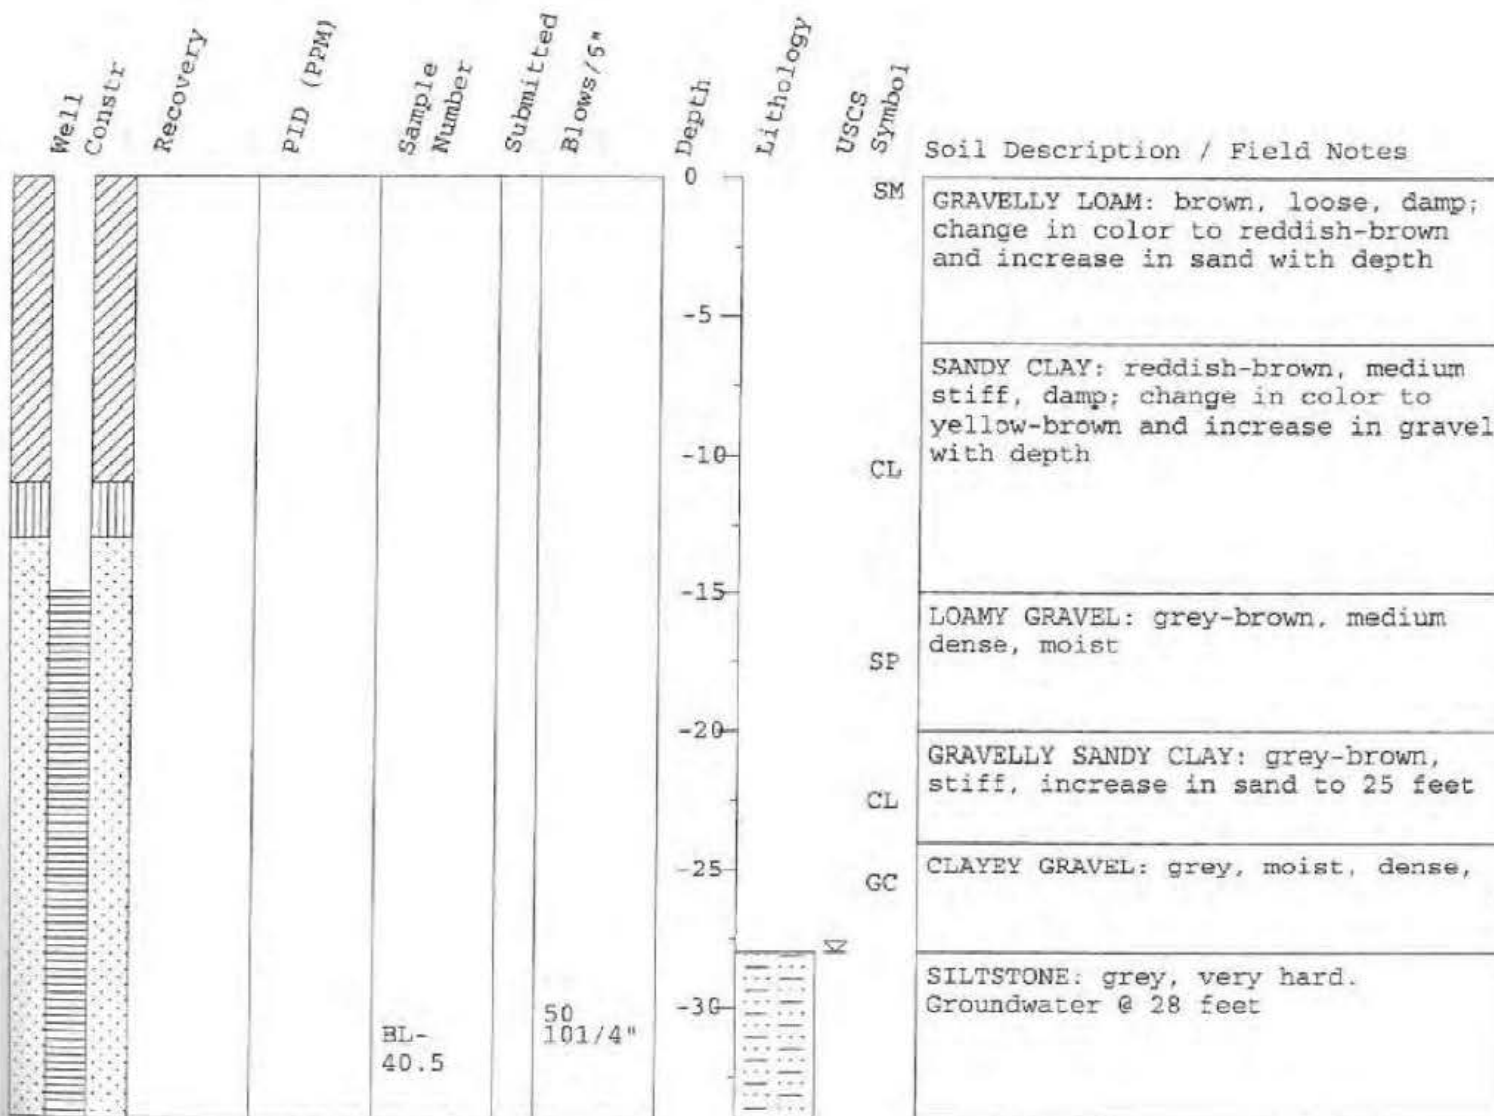 Well
Constr
Recovery
PID (PPM)
Sample
Number
Submitted
Blows/6"
Depth
Lithology
USCS
Symbol
Soil Description / Field Notes
0
SM
GRAVELLY LOAM: brown, loose, damp;
change in color to reddish-brown
and increase in sand with depth
-5
SANDY CLAY: reddish-brown, medium
stiff, damp; change in color to
yellow-brown and increase in gravel
with depth
-10
CL
-15
LOAMY GRAVEL: grey-brown, medium
dense, moist
SP
-20
GRAVELLY SANDY CLAY: grey-brown,
stiff, increase in sand to 25 feet
CL
-25
CLAYEY GRAVEL: grey, moist, dense,
GC
SILTSTONE: grey, very hard.
Groundwater @ 28 feet
-30
50
101/4"
BL-
40.5